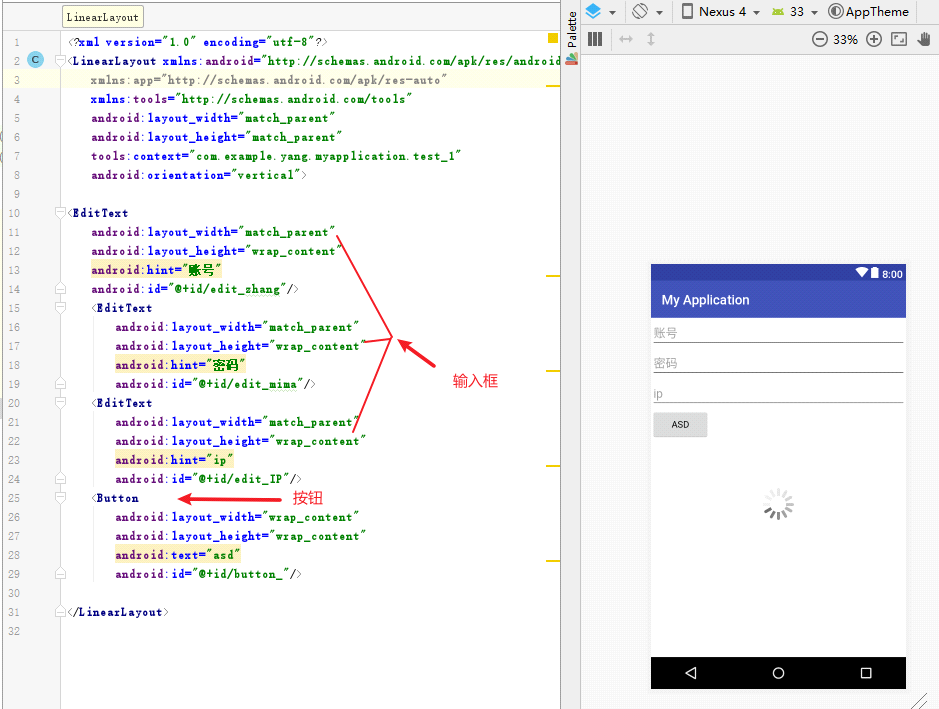 LinearLayout
1 <?xml version="1.0" encoding="utf-8"?>
2 C <LinearLayout xmlns:android="http://schemas.android.com/apk/res/android
3 xmlns:app="http://schemas.android.com/apk/res-auto"
4 xmlns:tools="http://schemas.android.com/tools"
5 android:layout_width="match_parent"
6 android:layout_height="match_parent"
7 tools:context="com.example.yang.myapplication.test_1"
8 android:orientation="vertical">
9
10 <EditText
11 android:layout_width="match_parent"
12 android:layout_height="wrap_content"
13 android:hint="账号"
14 android:id="@+id/edit_zhang"/>
15 <EditText
16 android:layout_width="match_parent"
17 android:layout_height="wrap_content"
18 android:hint="密码"
19 android:id="@+id/edit_mima"/>
20 <EditText
21 android:layout_width="match_parent"
22 android:layout_height="wrap_content"
23 android:hint="ip"
24 android:id="@+id/edit_IP"/>
25 <Button
26 android:layout_width="wrap_content"
27 android:layout_height="wrap_content"
28 android:text="asd"
29 android:id="@+id/button_"/>
30
31 </LinearLayout>
32
输入框
按钮
Palette
Nexus 4 33 AppTheme
33%
8:00
My Application
账号
密码
ip
ASD